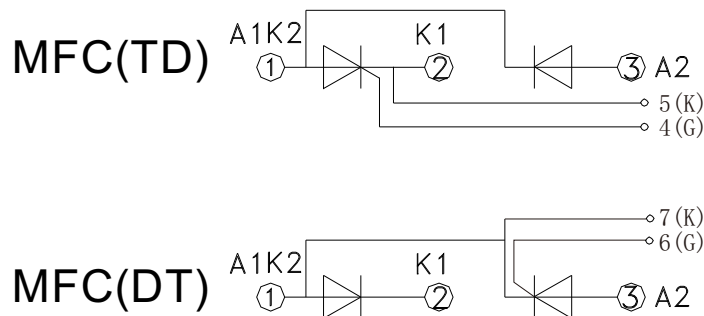 MFC(TD)
A1K2
K1
1
2
3 A2
5(K)
4(G)
7(K)
6(G)
MFC(DT)
A1K2
K1
1
2
3 A2